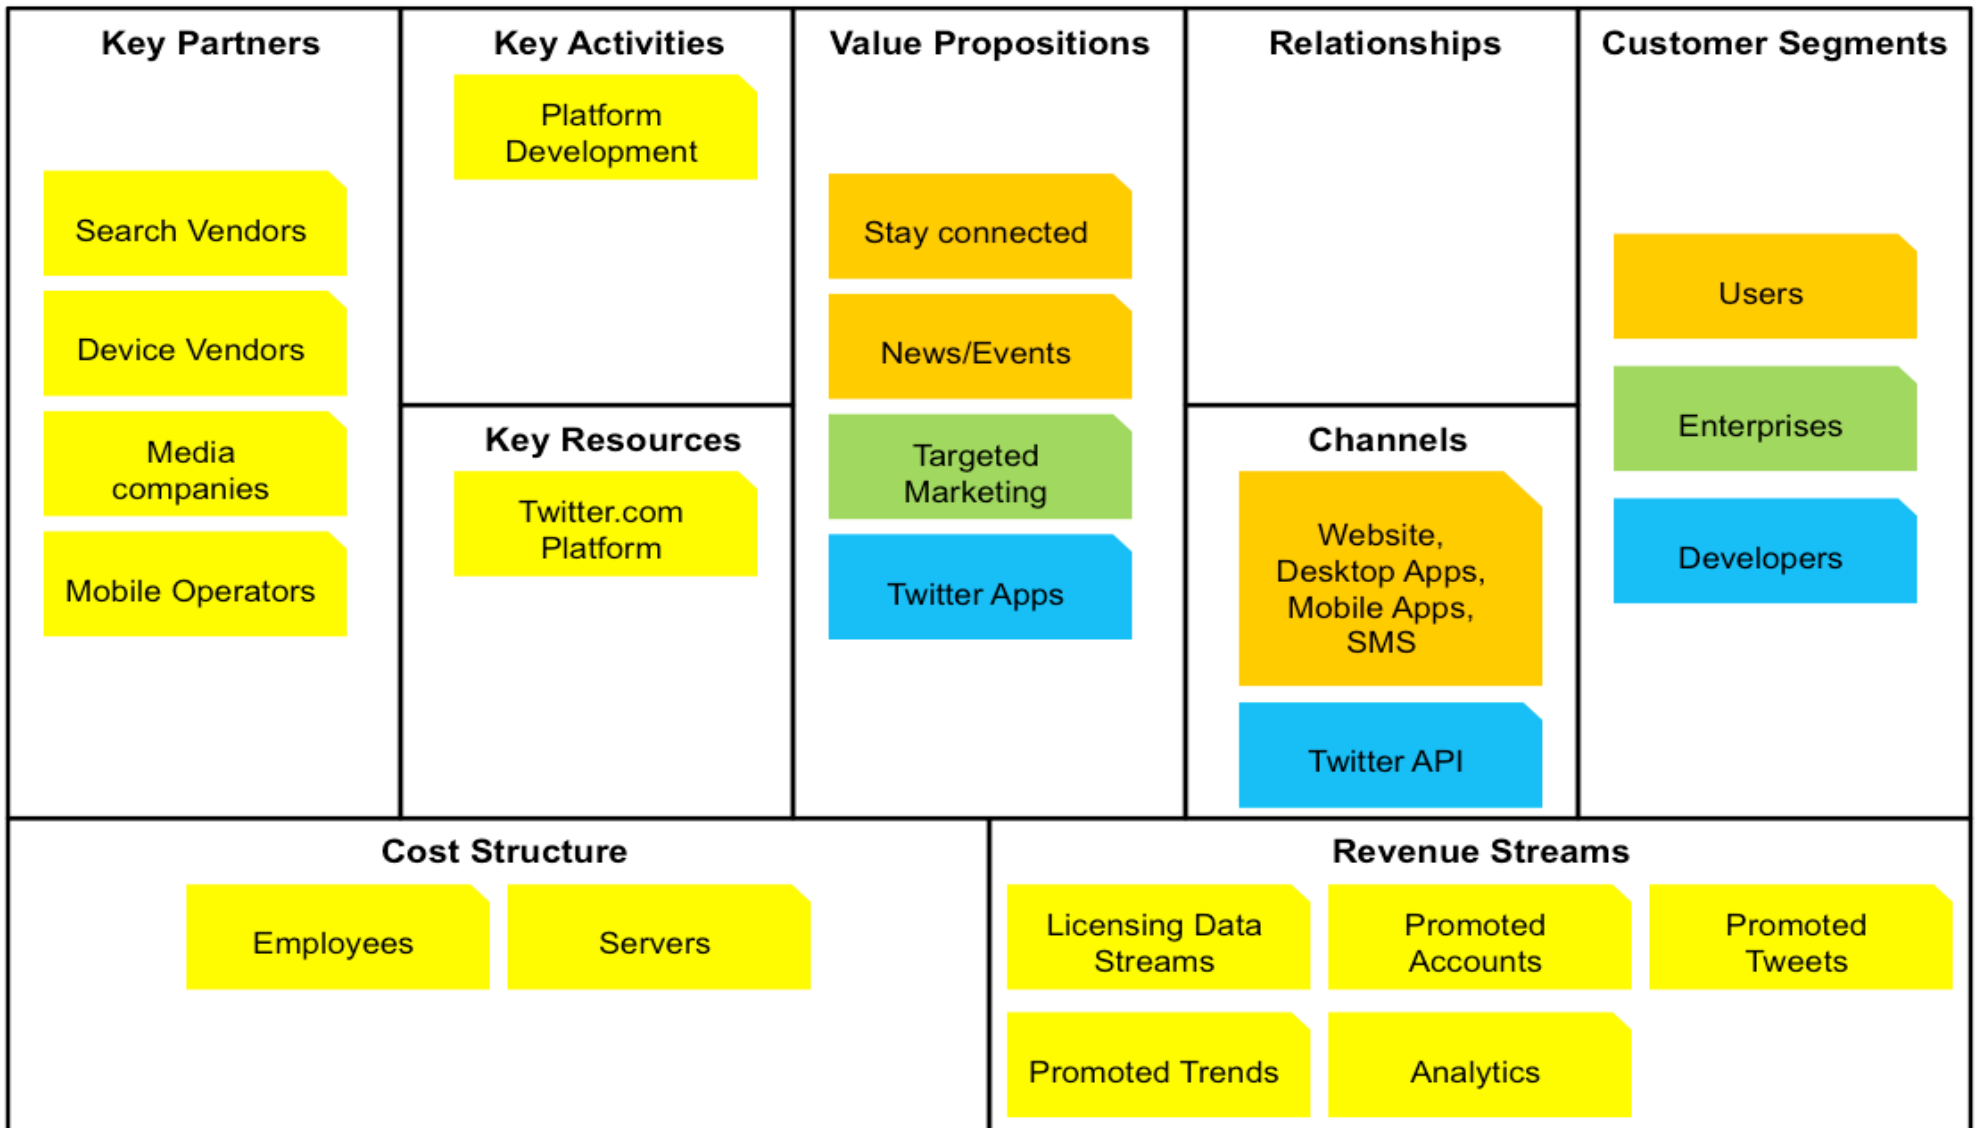 Key Partners
Search Vendors
Device Vendors
Media
companies
Mobile Operators
Key Activities
Platform
Development
Key Resources
Twitter.com
Platform
Value Propositions
Stay connected
News/Events
Targeted
Marketing
Twitter Apps
Relationships
Channels
Website,
Desktop Apps,
Mobile Apps,
SMS
Twitter API
Customer Segments
Users
Enterprises
Developers
Cost Structure
Employees
Servers
Revenue Streams
Licensing Data
Streams
Promoted
Accounts
Promoted
Tweets
Promoted Trends
Analytics